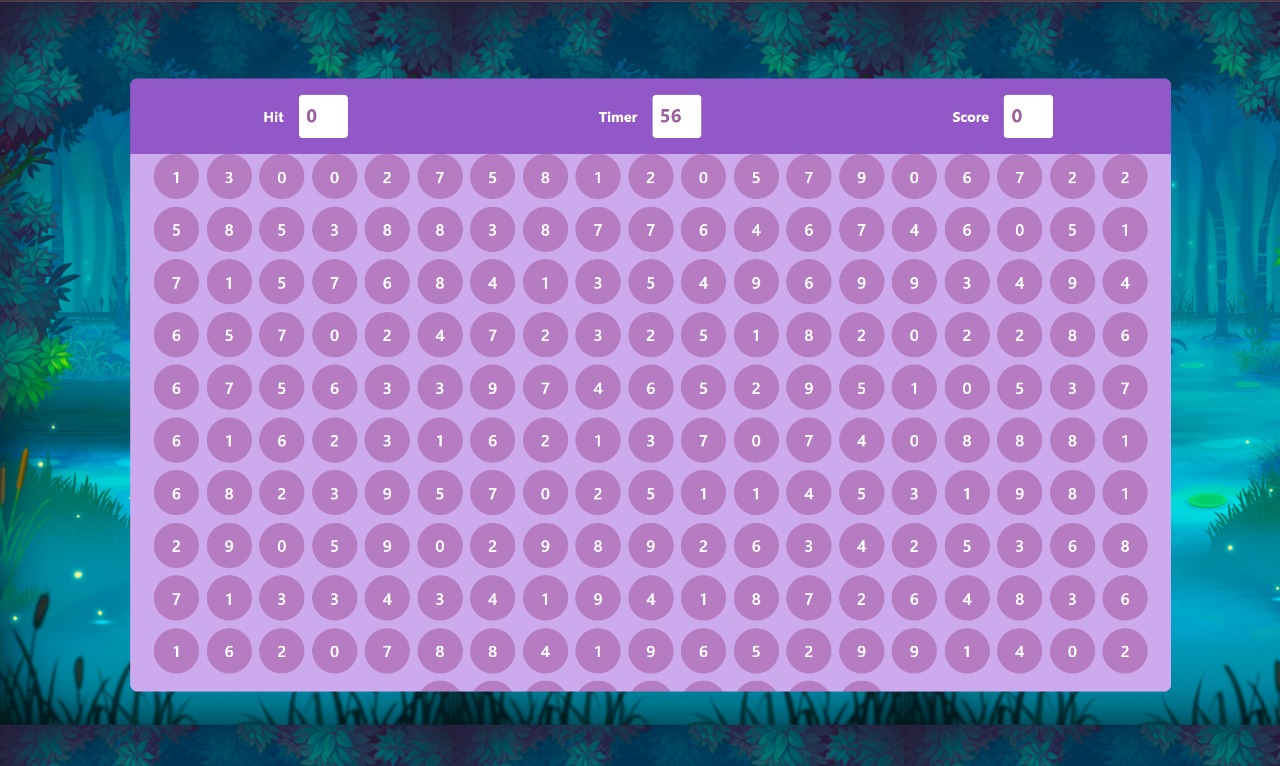 Hit 0 Timer 56 Score 0
1 3 0 0 2 7 5 8 1 2 0 5 7 9 0 6 7 2 2
5 8 5 3 8 8 3 8 7 7 6 4 6 7 4 6 0 5 1
7 1 5 7 6 8 4 1 3 5 4 9 6 9 9 3 4 9 4
6 5 7 0 2 4 7 2 3 2 5 1 8 2 0 2 2 8 6
6 7 5 6 3 3 9 7 4 6 5 2 9 5 1 0 5 3 7
6 1 6 2 3 1 6 2 1 3 7 0 7 4 0 8 8 8 1
6 8 2 3 9 5 7 0 2 5 1 1 4 5 3 1 9 8 1
2 9 0 5 9 0 2 9 8 9 2 6 3 4 2 5 3 6 8
7 1 3 3 4 3 4 1 9 4 1 8 7 2 6 4 8 3 6
1 6 2 0 7 8 8 4 1 9 6 5 2 9 9 1 4 0 2